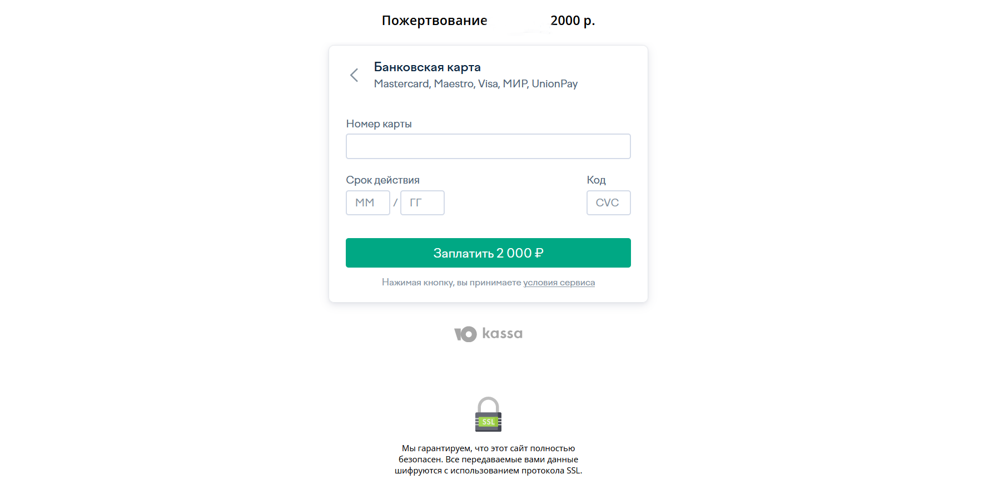 Пожертвование 2000 р.
Банковская карта
Mastercard, Maestro, Visa, МИР, UnionPay
Номер карты
Срок действия Код
ММ / ГГ CVC
Заплатить 2 000 ₽
Нажимая кнопку, вы принимаете условия сервиса
Ю kassa
SSL
Мы гарантируем, что этот сайт полностью
безопасен. Все передаваемые вами данные
шифруются с использованием протокола SSL.